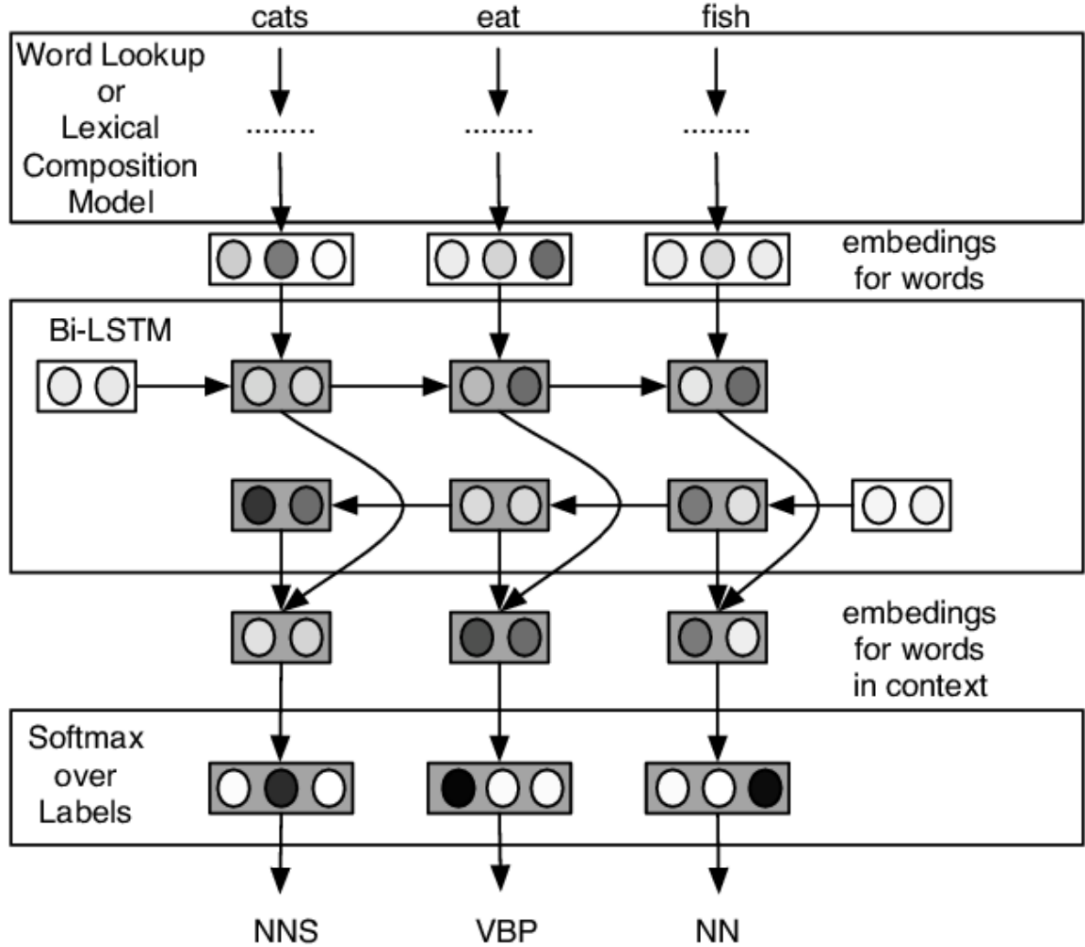 cats eat fish
Word Lookup
or
Lexical
Composition
Model
embedings
for words
Bi-LSTM
embedings
for words
in context
Softmax
over
Labels
NNS VBP NN